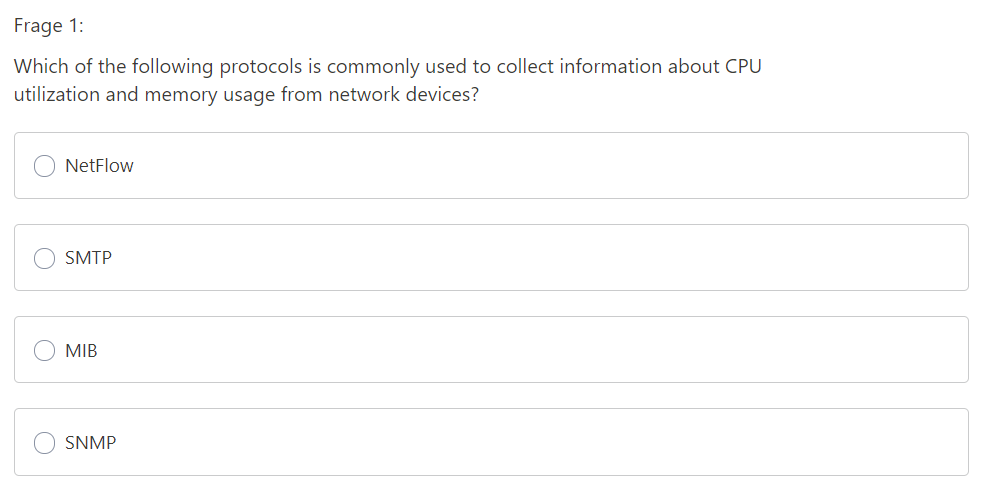 Frage 1:
Which of the following protocols is commonly used to collect information about CPU
utilization and memory usage from network devices?
NetFlow
SMTP
MIB
SNMP